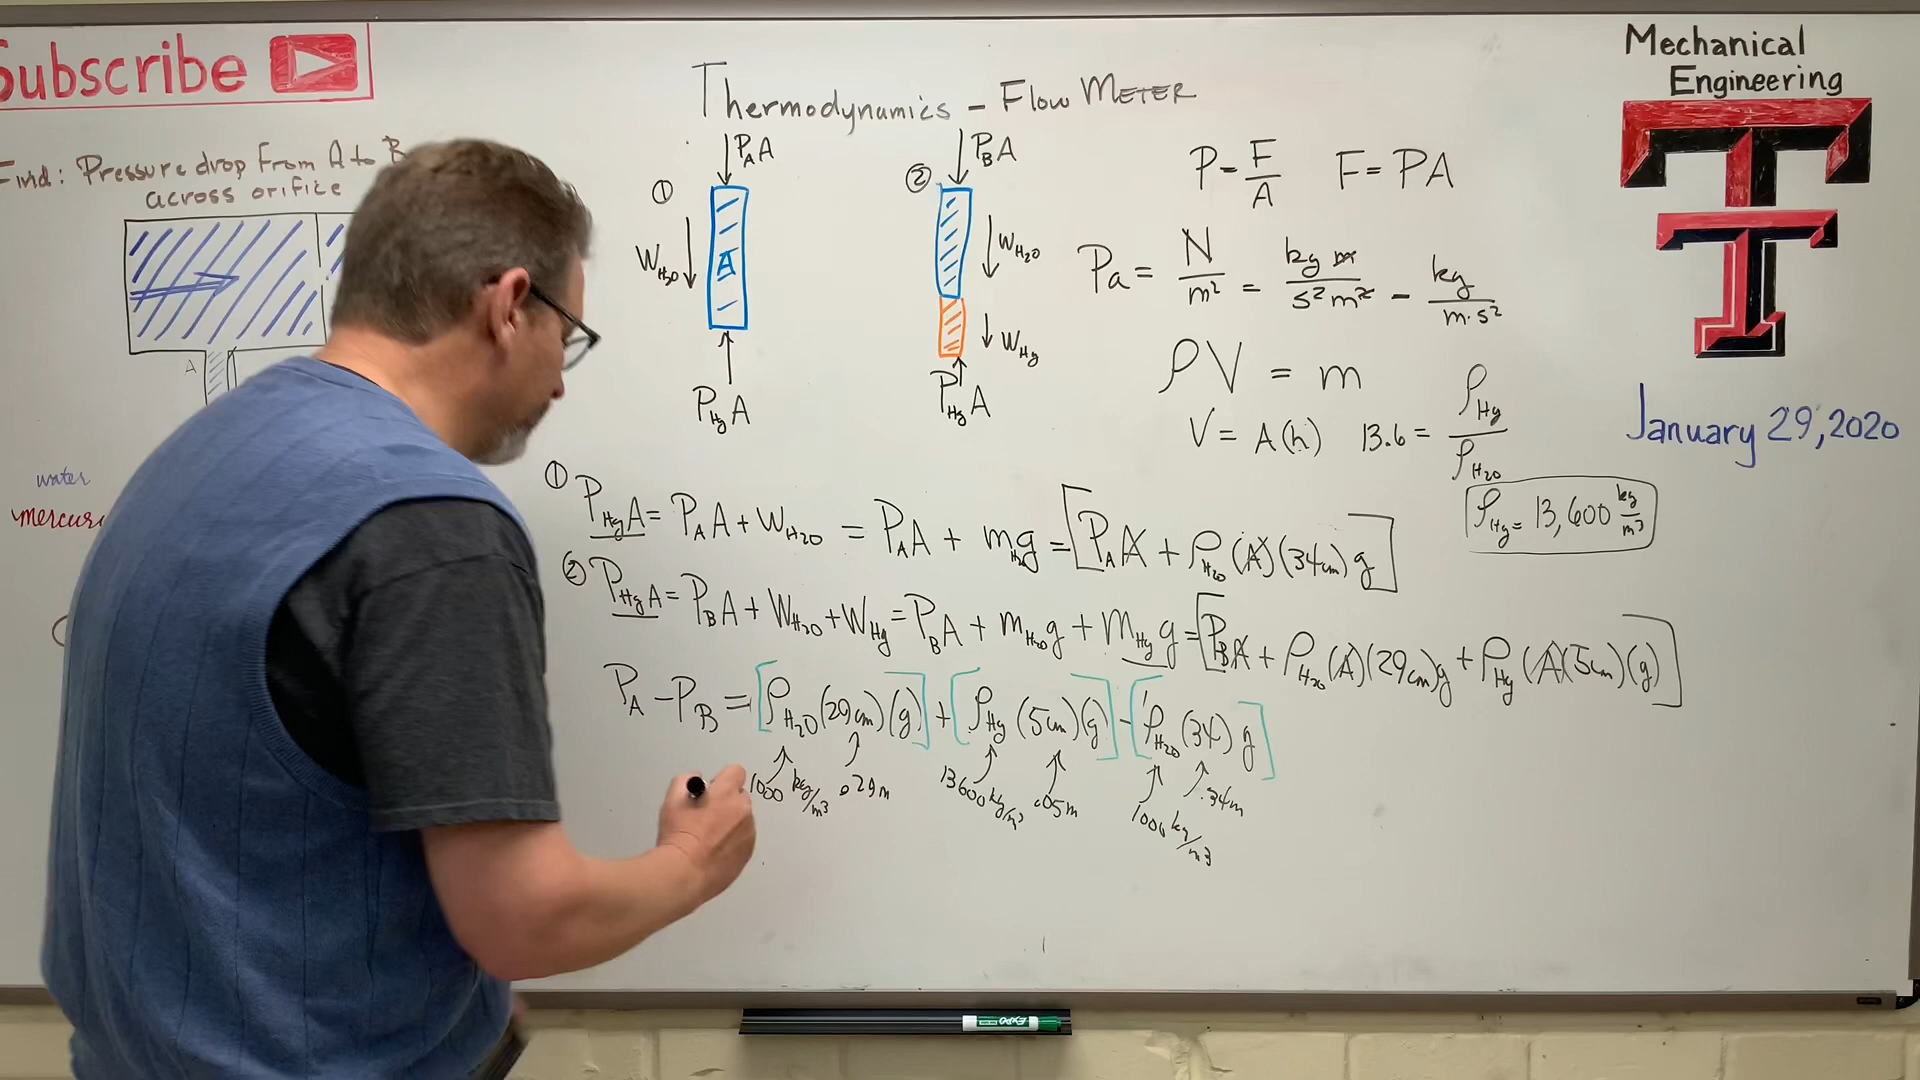 Subscribe
Mechanical
Engineering
Thermodynamics - Flow METER
Find: Pressure drop From A to B
across orifice
A
water
P_A A
①
W_H₂O
A
P_Hg A
P_B A
②
W_H₂O
W_Hg
P_Hg A
P = F/A   F = PA
Pa = N/m² = kg m/s² m² = kg/m·s²
ρV = m
V = A(h)   13.6 = ρ_Hg/ρ_H₂O
ρ_Hg = 13,600 kg/m³
January 29, 2020
① P_Hg A = P_A A + W_H₂O = P_A A + m_H₂O g = [P_A A + ρ_H₂O (A)(34cm) g]
② P_Hg A = P_B A + W_H₂O + W_Hg = P_B A + m_H₂O g + m_Hg g = [P_B A + ρ_H₂O (A)(29cm) g + ρ_Hg (A)(5cm)(g)]
P_A - P_B = [ρ_H₂O (29cm)(g)] + [ρ_Hg (5cm)(g)] - [ρ_H₂O (34) g]
1000 kg/m³   .29m   13600 kg/m³   .05m   1000 kg/m³   .34m